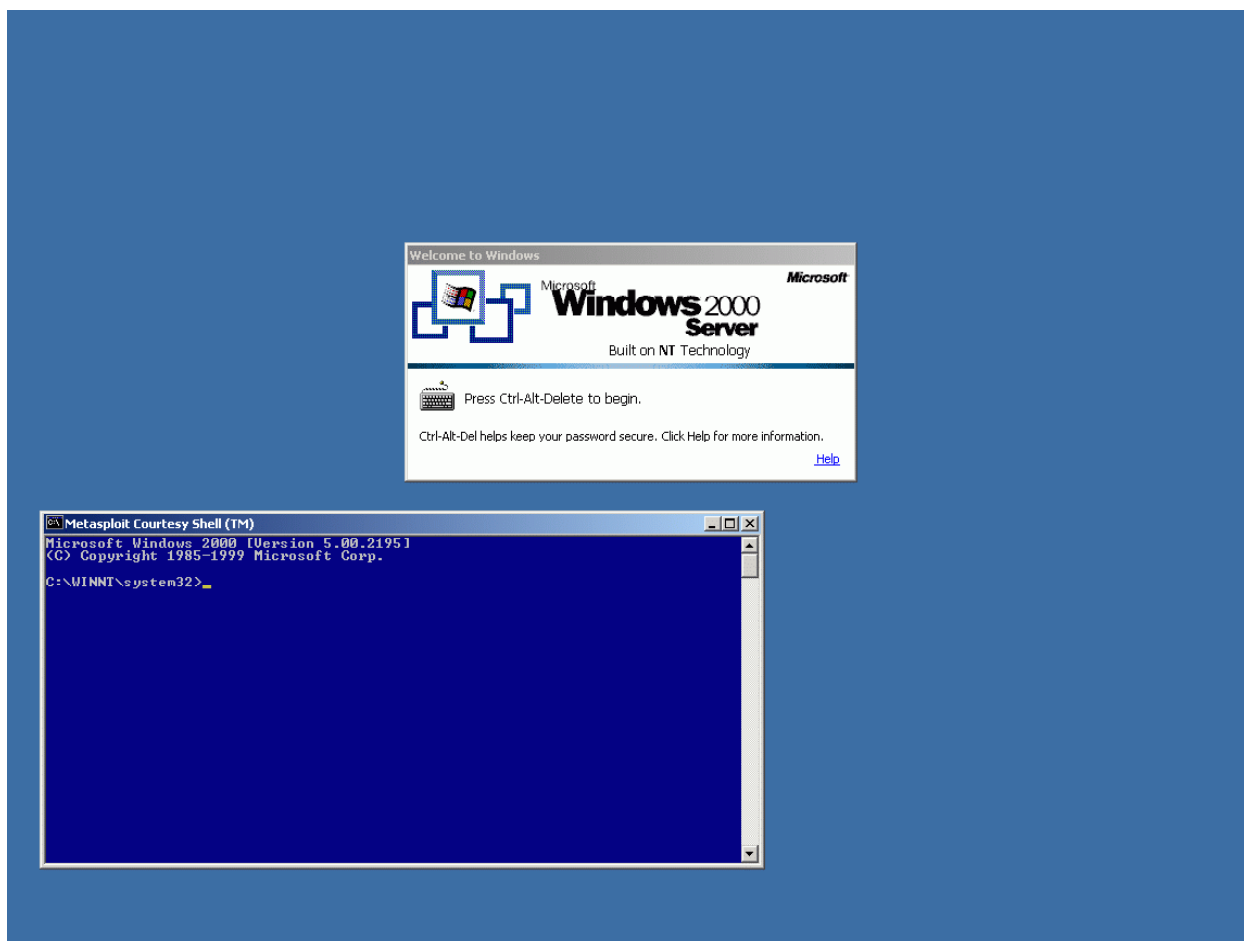 Welcome to Windows
Microsoft
Microsoft
Windows 2000
Server
Built on NT Technology
Press Ctrl-Alt-Delete to begin.
Ctrl-Alt-Del helps keep your password secure. Click Help for more information.
Help
Metasploit Courtesy Shell (TM)
Microsoft Windows 2000 [Version 5.00.2195]
(C) Copyright 1985-1999 Microsoft Corp.
C:\WINNT\system32>_